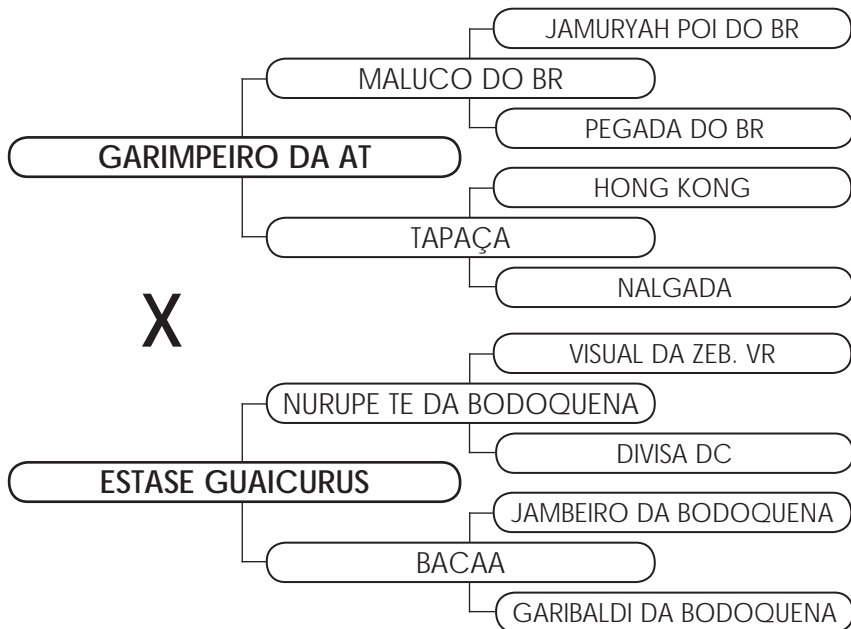 JAMURYAH POI DO BR
MALUCO DO BR
PEGADA DO BR
GARIMPEIRO DA AT
HONG KONG
TAPAÇA
NALGADA
X
VISUAL DA ZEB. VR
NURUPE TE DA BODOQUENA
DIVISA DC
ESTASE GUAICURUS
JAMBEIRO DA BODOQUENA
BACAA
GARIBALDI DA BODOQUENA